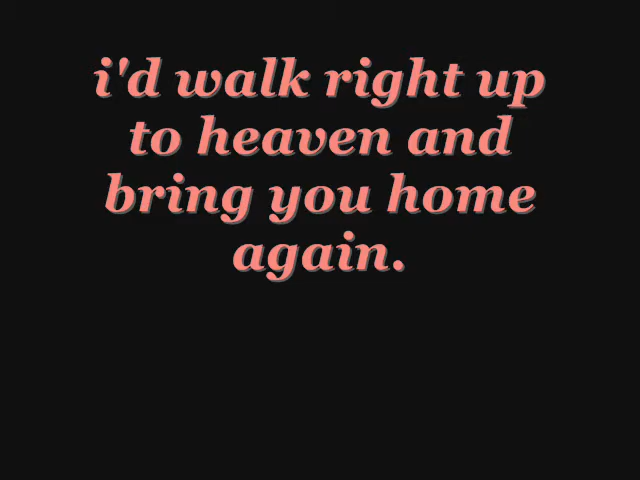 i'd walk right up
to heaven and
bring you home
again.